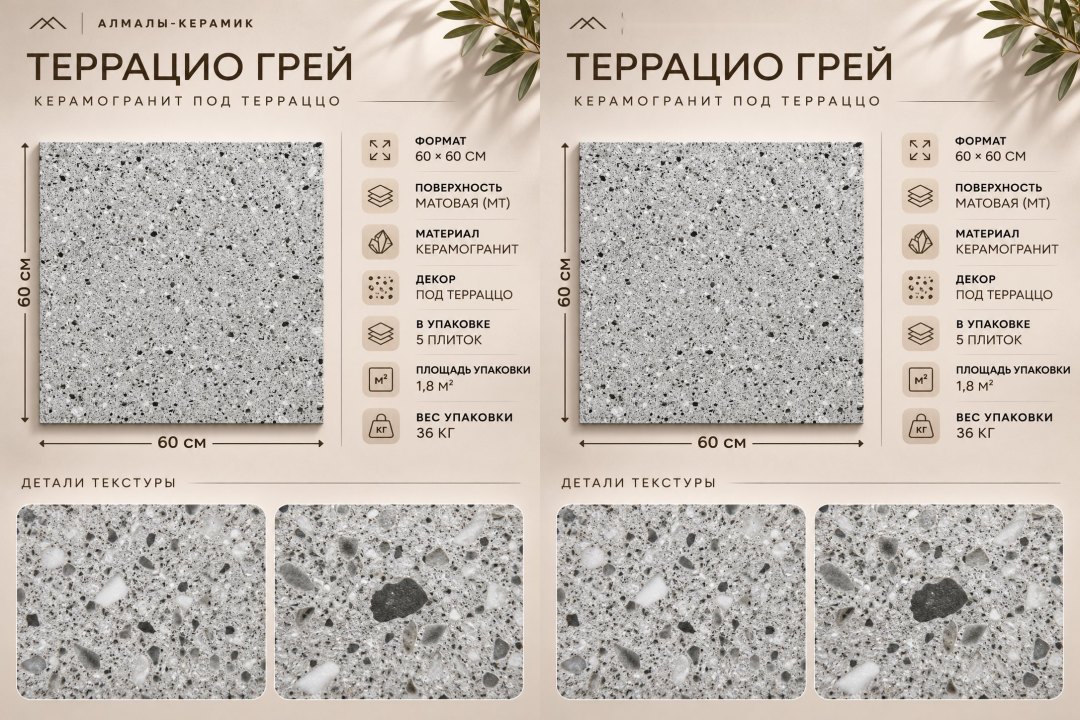 АЛМАЛЫ-КЕРАМИК
ТЕРРАЦИО ГРЕЙ
КЕРАМОГРАНИТ ПОД ТЕРРАЦЦО
ФОРМАТ
60 × 60 СМ
ПОВЕРХНОСТЬ
МАТОВАЯ (МТ)
МАТЕРИАЛ
КЕРАМОГРАНИТ
ДЕКОР
ПОД ТЕРРАЦЦО
В УПАКОВКЕ
5 ПЛИТОК
М²
ПЛОЩАДЬ УПАКОВКИ
1,8 М²
КГ
ВЕС УПАКОВКИ
36 КГ
60 СМ
60 СМ
ДЕТАЛИ ТЕКСТУРЫ
ТЕРРАЦИО ГРЕЙ
КЕРАМОГРАНИТ ПОД ТЕРРАЦЦО
ФОРМАТ
60 × 60 СМ
ПОВЕРХНОСТЬ
МАТОВАЯ (МТ)
МАТЕРИАЛ
КЕРАМОГРАНИТ
ДЕКОР
ПОД ТЕРРАЦЦО
В УПАКОВКЕ
5 ПЛИТОК
М²
ПЛОЩАДЬ УПАКОВКИ
1,8 М²
КГ
ВЕС УПАКОВКИ
36 КГ
60 СМ
60 СМ
ДЕТАЛИ ТЕКСТУРЫ